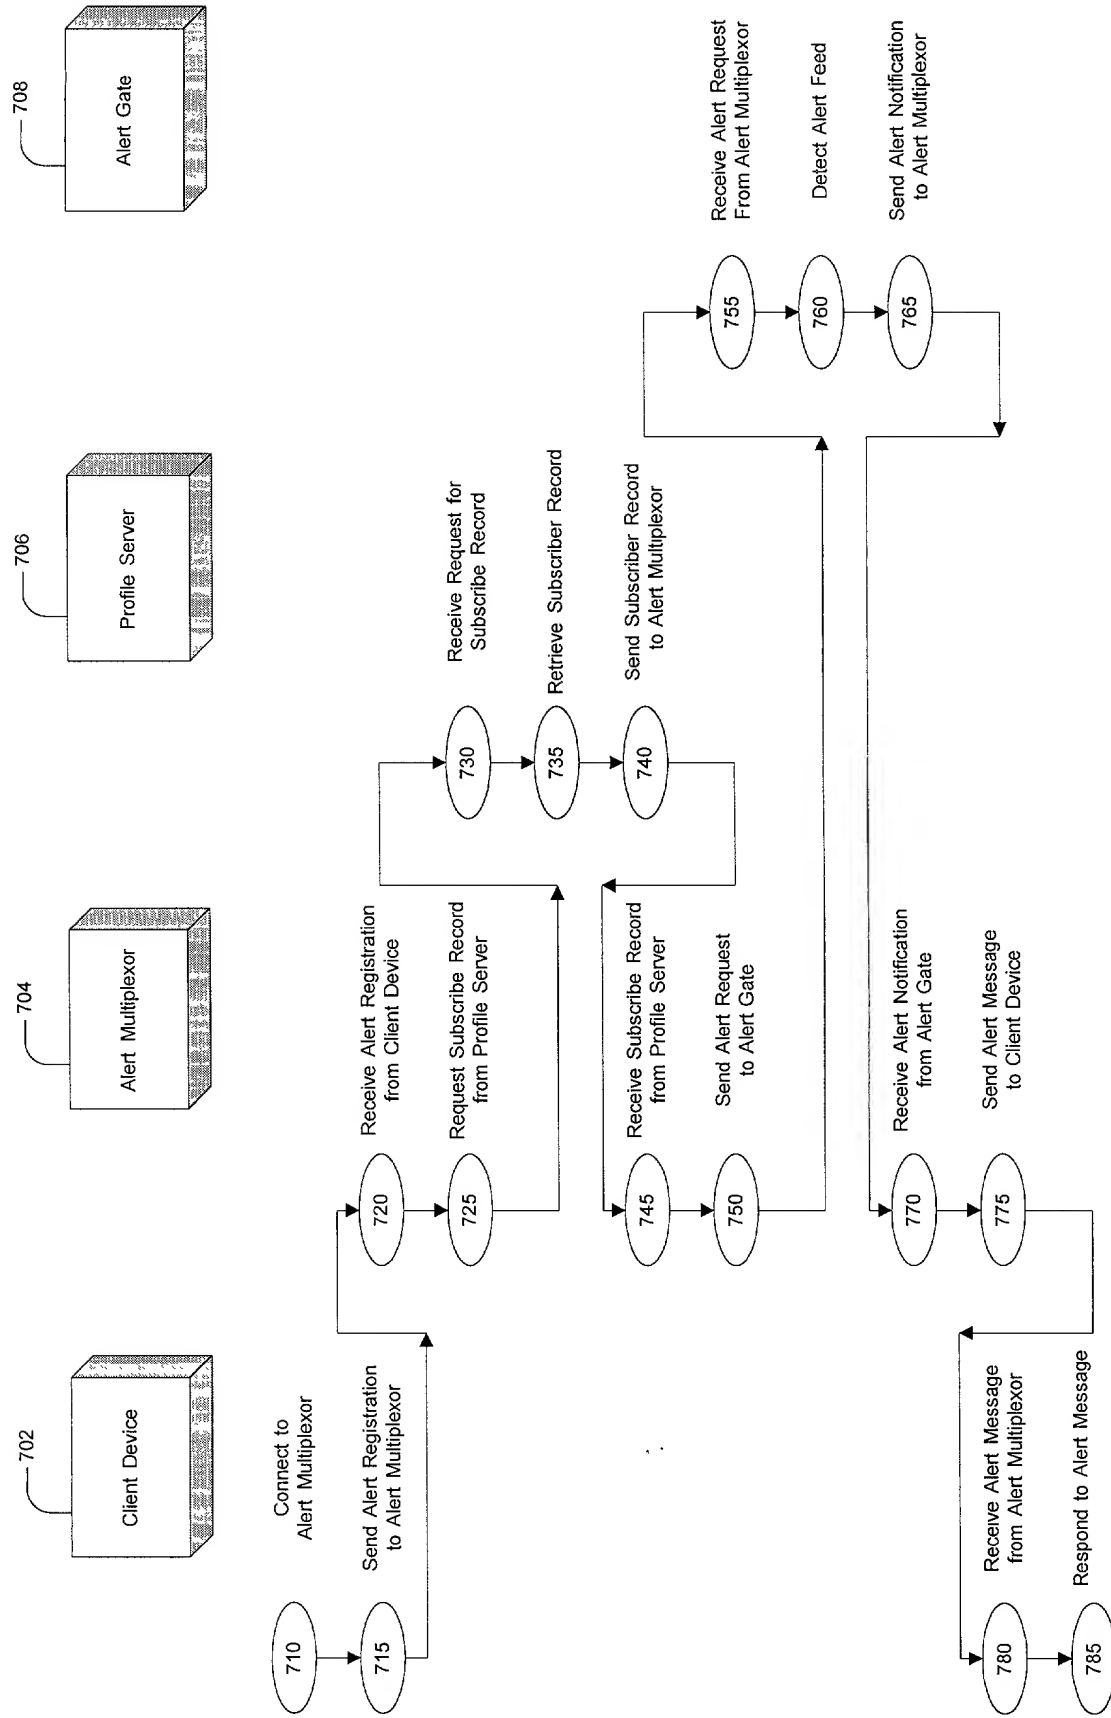 702
Client Device
704
Alert Multiplexor
706
Profile Server
708
Alert Gate
710
Connect to
Alert Multiplexor
715
Send Alert Registration
to Alert Multiplexor
720
Receive Alert Registration
from Client Device
725
Request Subscribe Record
from Profile Server
730
Receive Request for
Subscribe Record
735
Retrieve Subscriber Record
740
Send Subscriber Record
to Alert Multiplexor
745
Receive Subscribe Record
from Profile Server
750
Send Alert Request
to Alert Gate
755
Receive Alert Request
From Alert Multiplexor
760
Detect Alert Feed
765
Send Alert Notification
to Alert Multiplexor
770
Receive Alert Notification
from Alert Gate
775
Send Alert Message
to Client Device
780
Receive Alert Message
from Alert Multiplexor
785
Respond to Alert Message